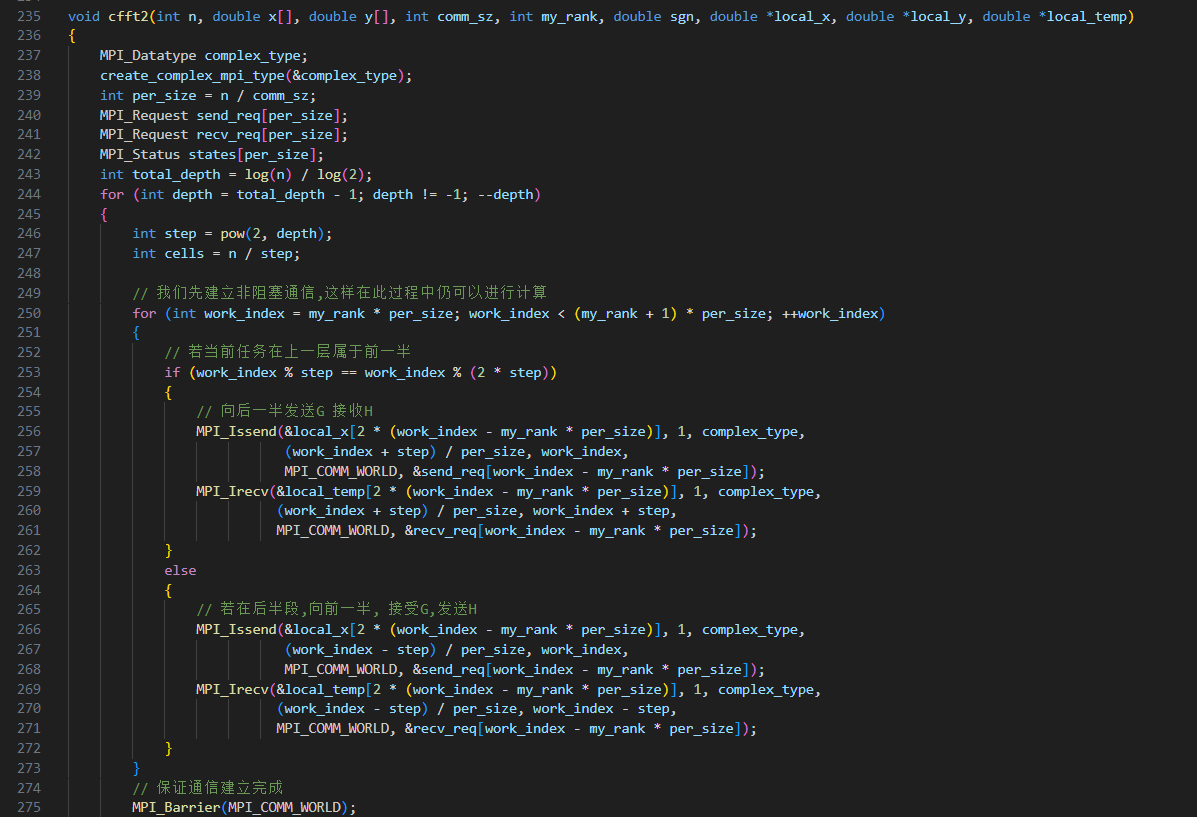 235 void cfft2(int n, double x[], double y[], int comm_sz, int my_rank, double sgn, double *local_x, double *local_y, double *local_temp)
236 {
237     MPI_Datatype complex_type;
238     create_complex_mpi_type(&complex_type);
239     int per_size = n / comm_sz;
240     MPI_Request send_req[per_size];
241     MPI_Request recv_req[per_size];
242     MPI_Status states[per_size];
243     int total_depth = log(n) / log(2);
244     for (int depth = total_depth - 1; depth != -1; --depth)
245     {
246         int step = pow(2, depth);
247         int cells = n / step;
248
249         // 我们先建立非阻塞通信,这样在此过程中仍可以进行计算
250         for (int work_index = my_rank * per_size; work_index < (my_rank + 1) * per_size; ++work_index)
251         {
252             // 若当前任务在上一层属于前一半
253             if (work_index % step == work_index % (2 * step))
254             {
255                 // 向后一半发送G 接收H
256                 MPI_Issend(&local_x[2 * (work_index - my_rank * per_size)], 1, complex_type,
257                            (work_index + step) / per_size, work_index,
258                            MPI_COMM_WORLD, &send_req[work_index - my_rank * per_size]);
259                 MPI_Irecv(&local_temp[2 * (work_index - my_rank * per_size)], 1, complex_type,
260                           (work_index + step) / per_size, work_index + step,
261                           MPI_COMM_WORLD, &recv_req[work_index - my_rank * per_size]);
262             }
263             else
264             {
265                 // 若在后半段,向前一半, 接受G,发送H
266                 MPI_Issend(&local_x[2 * (work_index - my_rank * per_size)], 1, complex_type,
267                            (work_index - step) / per_size, work_index,
268                            MPI_COMM_WORLD, &send_req[work_index - my_rank * per_size]);
269                 MPI_Irecv(&local_temp[2 * (work_index - my_rank * per_size)], 1, complex_type,
270                           (work_index - step) / per_size, work_index - step,
271                           MPI_COMM_WORLD, &recv_req[work_index - my_rank * per_size]);
272             }
273         }
274         // 保证通信建立完成
275         MPI_Barrier(MPI_COMM_WORLD);